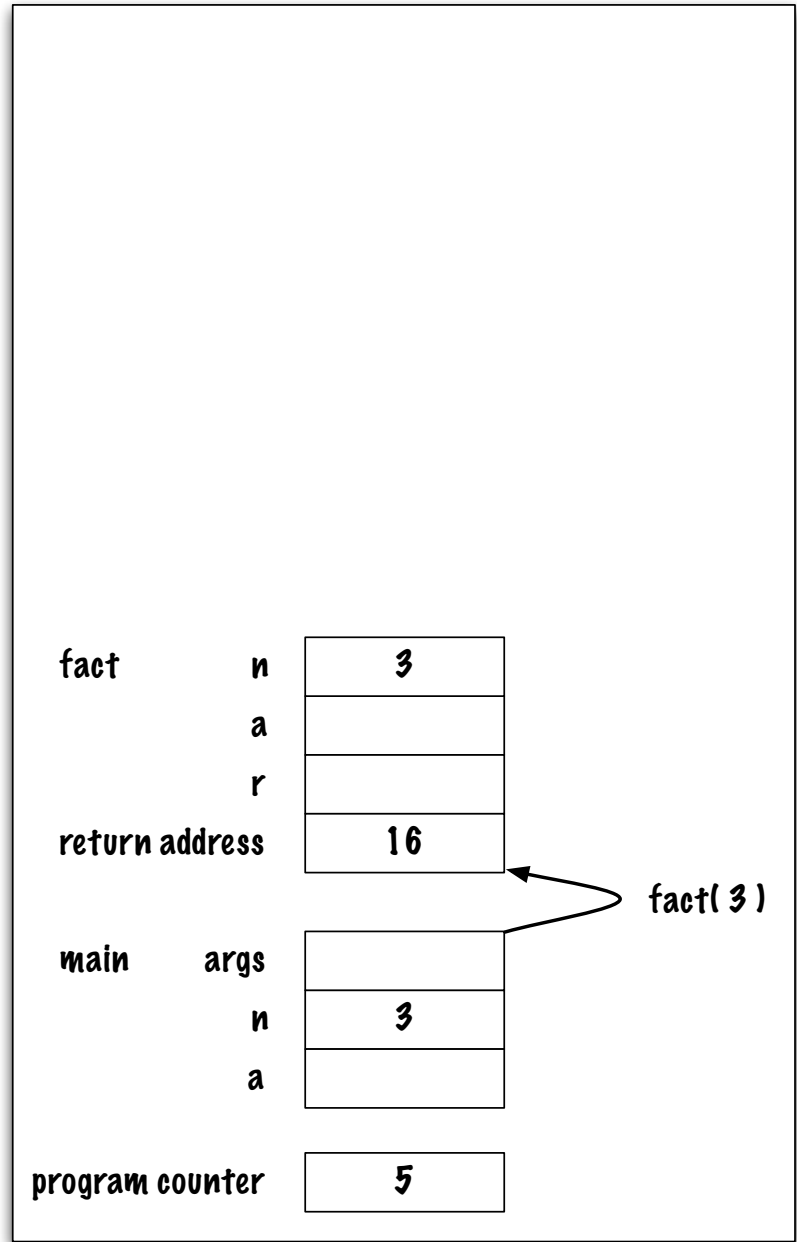 fact n 3
a
r
return address 16
fact( 3 )
main args
n 3
a
program counter 5